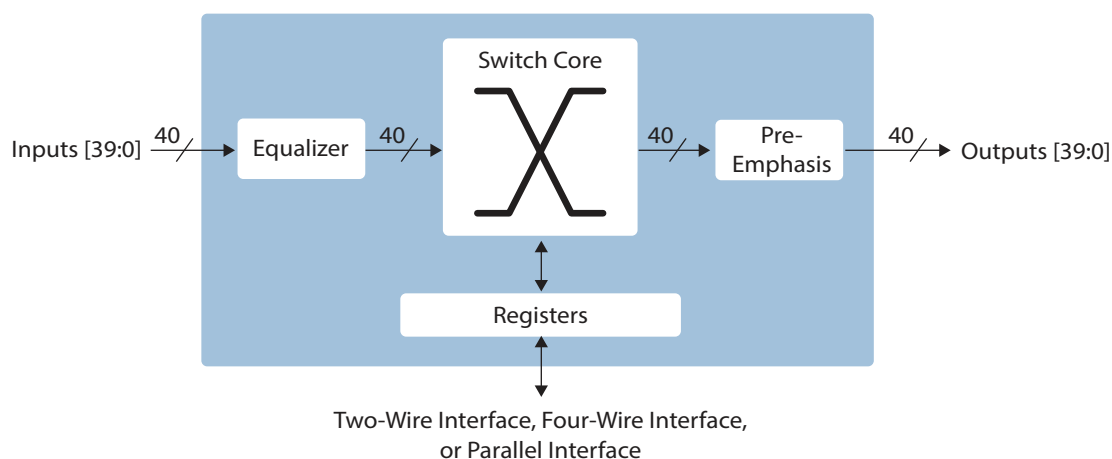 Switch Core
Inputs [39:0]
40
Equalizer
40
40
Pre-
Emphasis
40
Outputs [39:0]
Registers
Two-Wire Interface, Four-Wire Interface,
or Parallel Interface